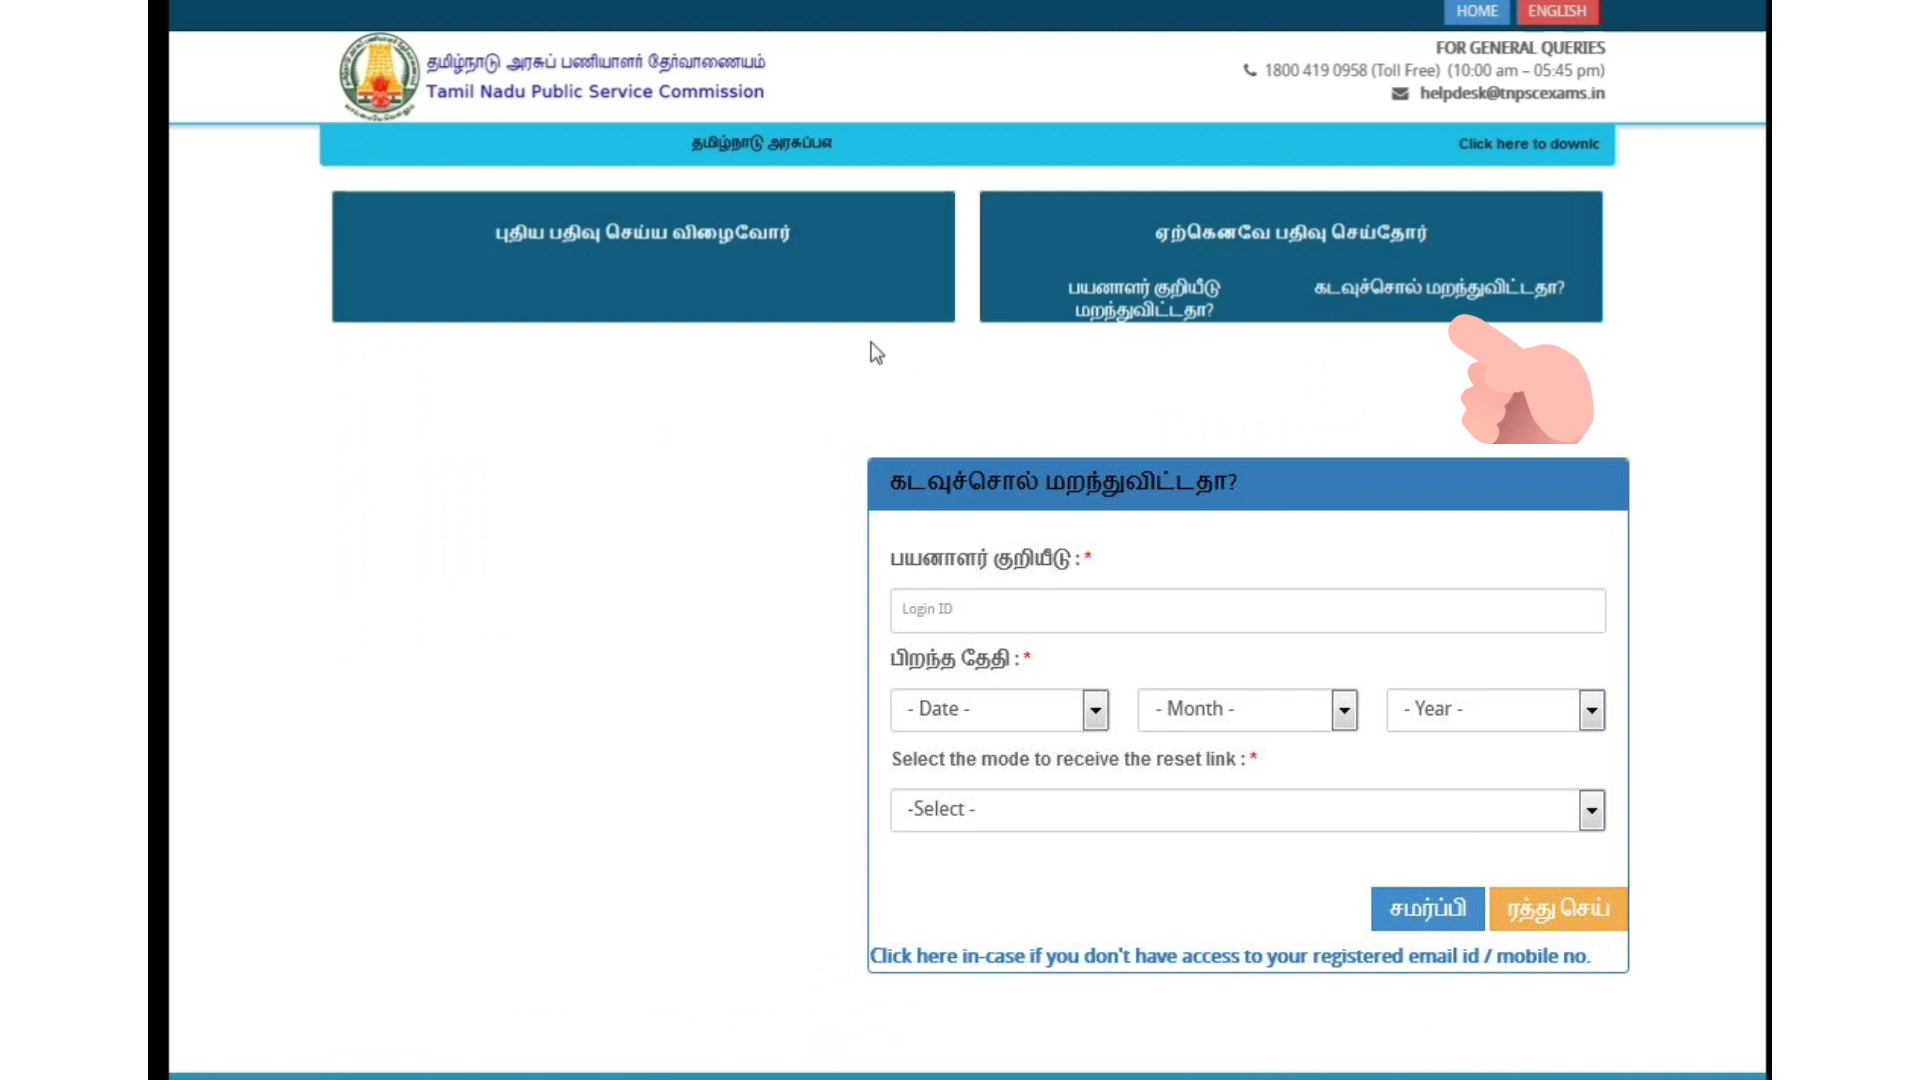 HOME ENGLISH
தமிழ்நாடு அரசுப் பணியாளர் தேர்வாணையம்
Tamil Nadu Public Service Commission
FOR GENERAL QUERIES
1800 419 0958 (Toll Free) (10:00 am – 05:45 pm)
helpdesk@tnpscexams.in
தமிழ்நாடு அரசுப்பண Click here to downlc
புதிய பதிவு செய்ய விழைவோர்
ஏற்கெனவே பதிவு செய்தோர்
பயனாளர் குறியீடு
மறந்துவிட்டதா?
கடவுச்சொல் மறந்துவிட்டதா?
கடவுச்சொல் மறந்துவிட்டதா?
பயனாளர் குறியீடு : *
Login ID
பிறந்த தேதி : *
- Date - - Month - - Year -
Select the mode to receive the reset link : *
-Select -
சமர்ப்பி ரத்து செய்
Click here in-case if you don't have access to your registered email id / mobile no.